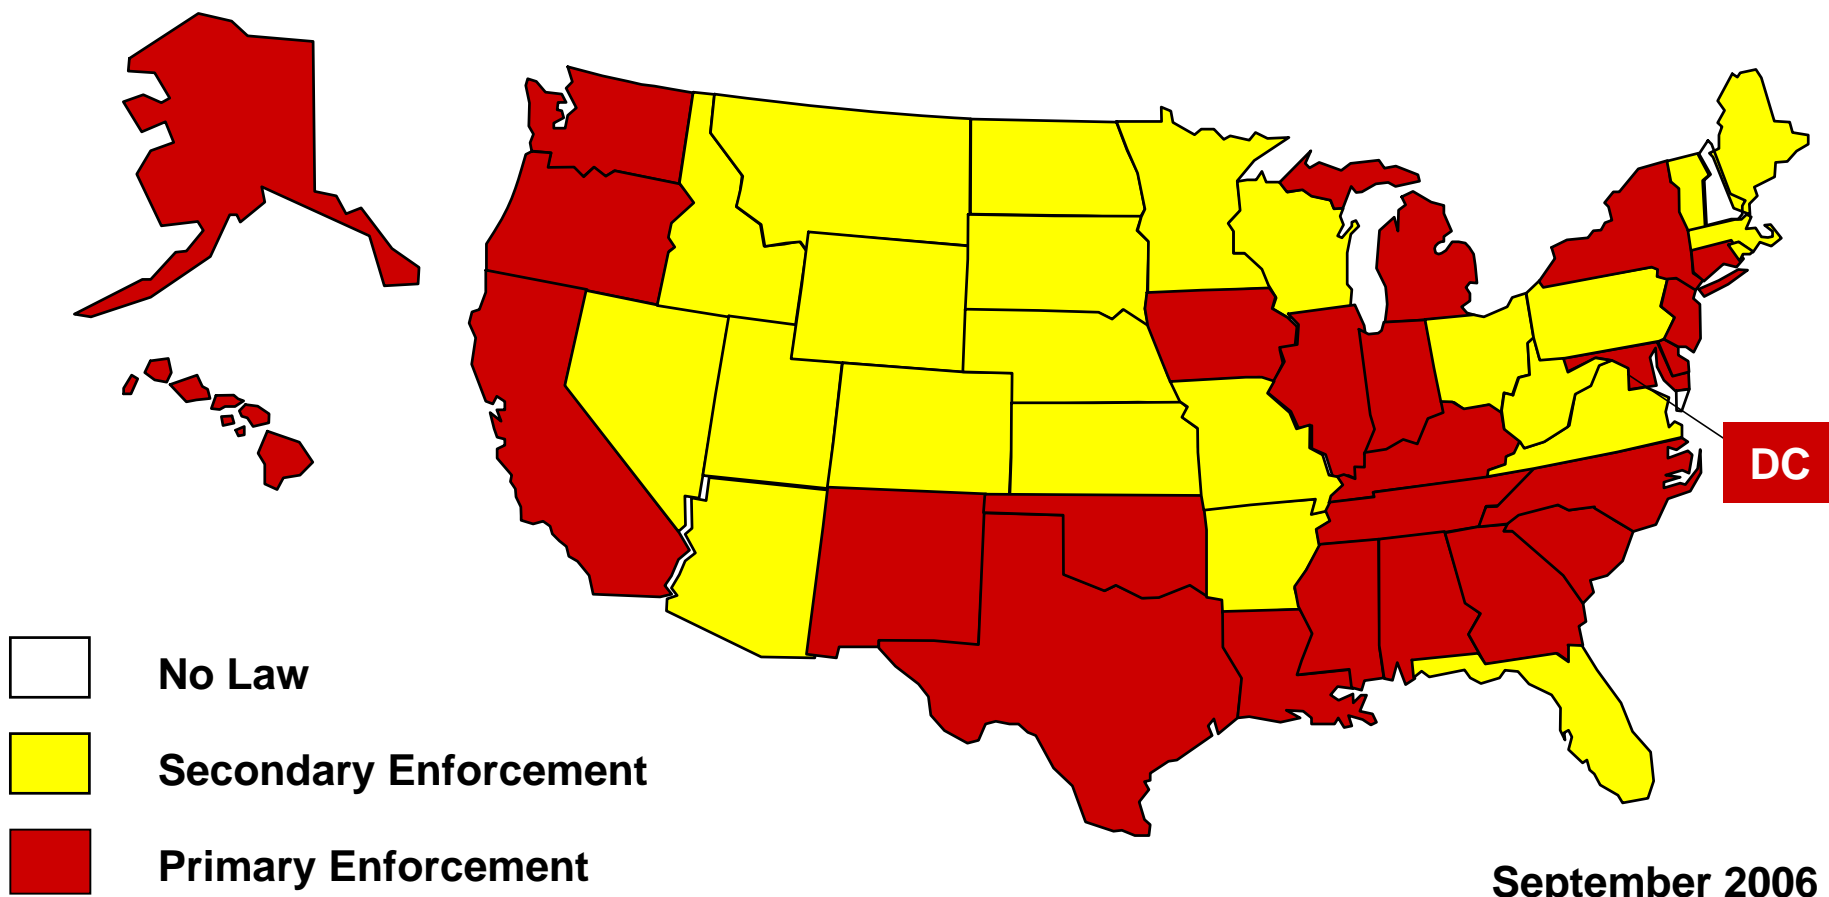 DC
No Law
Secondary Enforcement
Primary Enforcement
September 2006